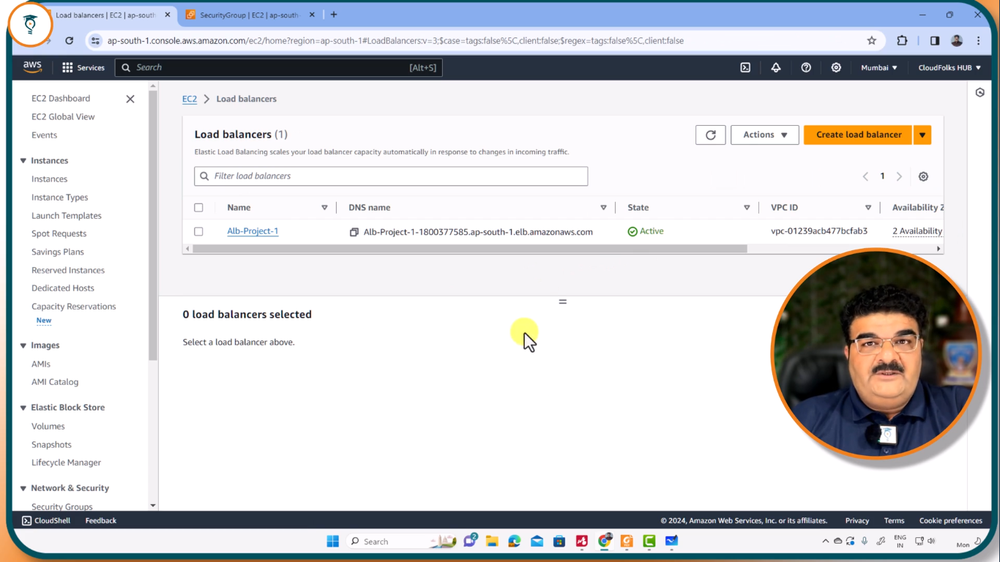 Load balancers | EC2 | ap-south-
SecurityGroup | EC2 | ap-south-
ap-south-1.console.aws.amazon.com/ec2/home?region=ap-south-1#LoadBalancers:v=3;$case=tags:false%5C,client:false;$regex=tags:false%5C,client:false
aws Services Search [Alt+S] Mumbai ▼ CloudFolks HUB ▼
EC2 Dashboard
EC2 Global View
Events
Instances
Instances
Instance Types
Launch Templates
Spot Requests
Savings Plans
Reserved Instances
Dedicated Hosts
Capacity Reservations
New
Images
AMIs
AMI Catalog
Elastic Block Store
Volumes
Snapshots
Lifecycle Manager
Network & Security
Security Groups
EC2 > Load balancers
Load balancers (1)
Actions ▼ Create load balancer ▼
Elastic Load Balancing scales your load balancer capacity automatically in response to changes in incoming traffic.
Filter load balancers
1
Name DNS name State VPC ID Availability Z
Alb-Project-1 Alb-Project-1-1800377585.ap-south-1.elb.amazonaws.com Active vpc-01239acb477bcfab3 2 Availability
0 load balancers selected
Select a load balancer above.
CloudShell Feedback © 2024, Amazon Web Services, Inc. or its affiliates. Privacy Terms Cookie preferences
Search
2
ENG
IN
Mon